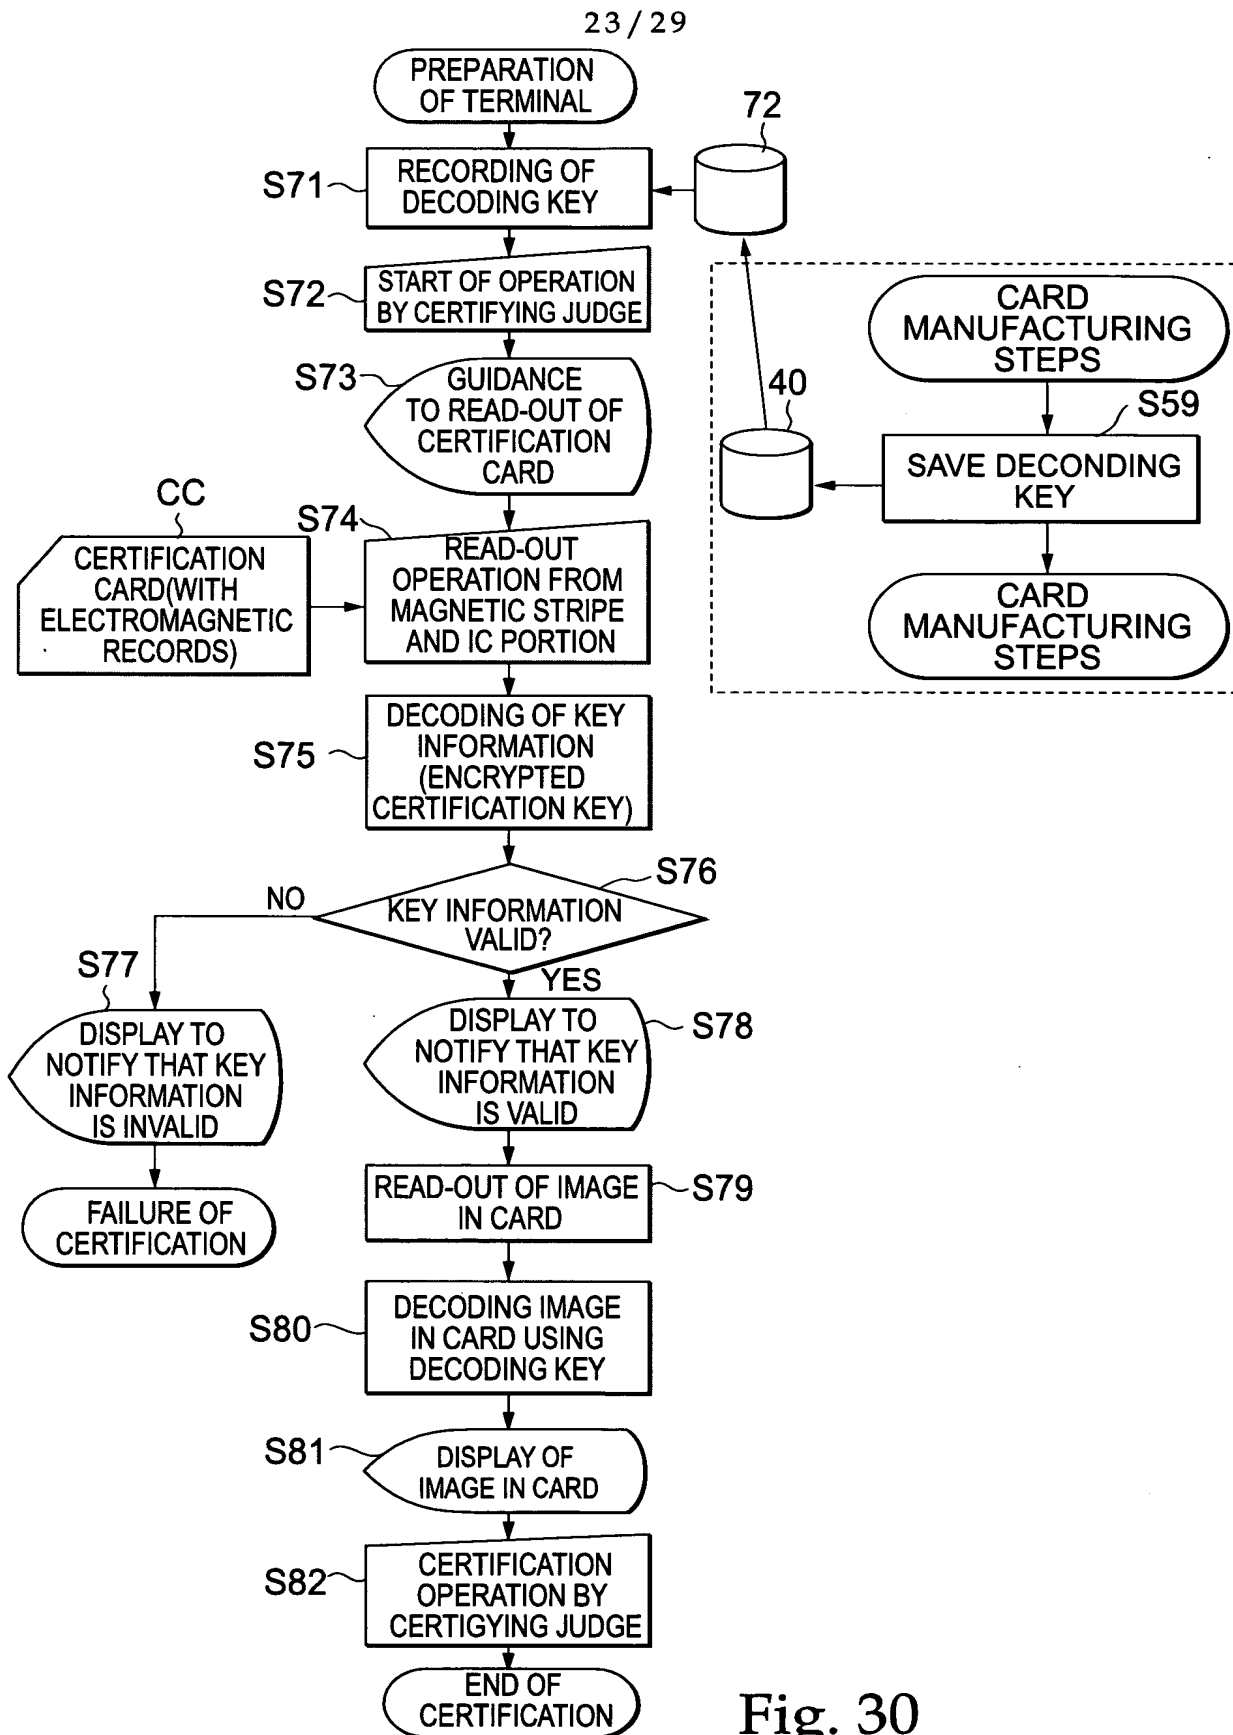 23/29
PREPARATION
OF TERMINAL
72
S71
RECORDING OF
DECODING KEY
S72
START OF OPERATION
BY CERTIFYING JUDGE
CARD
MANUFACTURING
STEPS
S73
GUIDANCE
TO READ-OUT OF
CERTIFICATION
CARD
40
S59
SAVE DECONDING
KEY
CC
CERTIFICATION
CARD(WITH
ELECTROMAGNETIC
RECORDS)
S74
READ-OUT
OPERATION FROM
MAGNETIC STRIPE
AND IC PORTION
CARD
MANUFACTURING
STEPS
S75
DECODING OF KEY
INFORMATION
(ENCRYPTED
CERTIFICATION KEY)
S76
NO
KEY INFORMATION
VALID?
YES
S77
DISPLAY TO
NOTIFY THAT KEY
INFORMATION
IS INVALID
S78
DISPLAY TO
NOTIFY THAT KEY
INFORMATION
IS VALID
FAILURE OF
CERTIFICATION
READ-OUT OF IMAGE
IN CARD
S79
S80
DECODING IMAGE
IN CARD USING
DECODING KEY
S81
DISPLAY OF
IMAGE IN CARD
S82
CERTIFICATION
OPERATION BY
CERTIGYING JUDGE
END OF
CERTIFICATION
Fig. 30